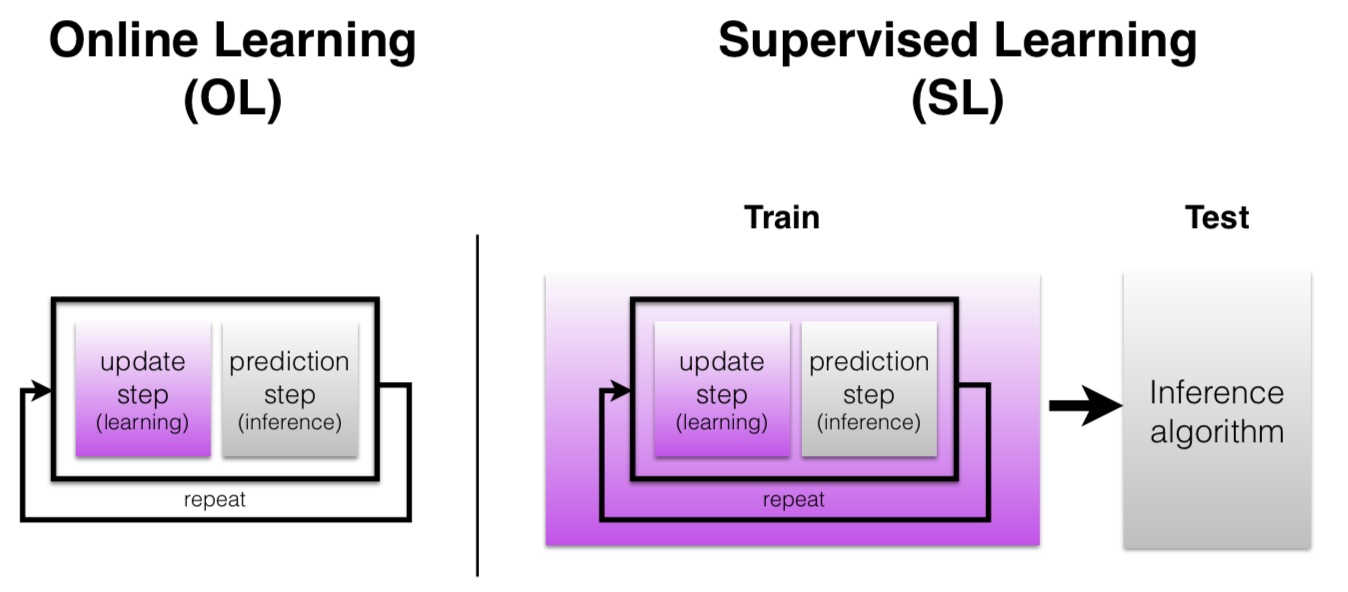 Online Learning
(OL)
update
step
(learning)
prediction
step
(inference)
repeat
Supervised Learning
(SL)
Train
update
step
(learning)
prediction
step
(inference)
repeat
Test
Inference
algorithm